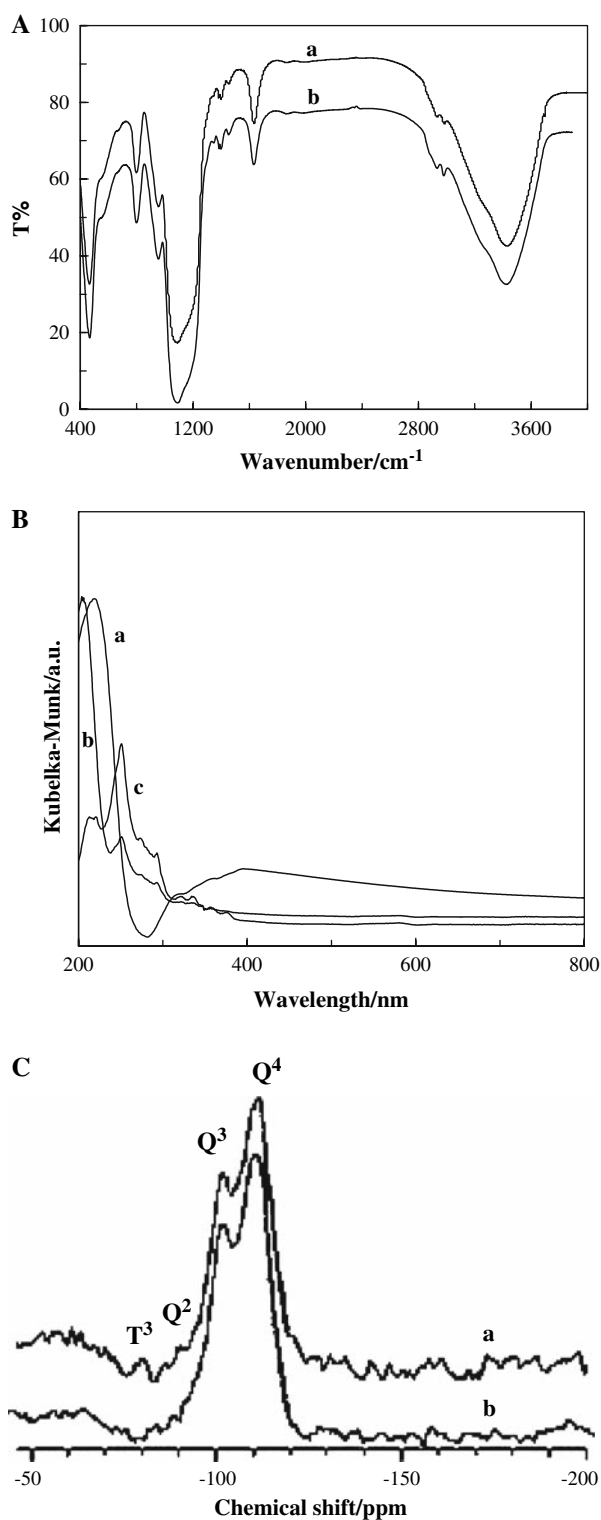 A
100
80
60
40
20
0
T%
a
b
400 1200 2000 2800 3600
Wavenumber/cm-1
B
Kubelka-Munk/a.u.
a
b
c
200 400 600 800
Wavelength/nm
C
Q4
Q3
Q2
T3
a
b
-50 -100 -150 -200
Chemical shift/ppm